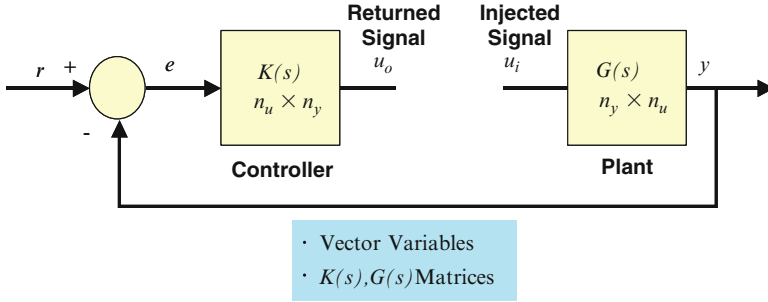 Returned Signal
Injected Signal
r + e
K(s)
n_u × n_y
u_o
u_i
G(s)
n_y × n_u
y
-
Controller
Plant
· Vector Variables
· K(s),G(s) Matrices